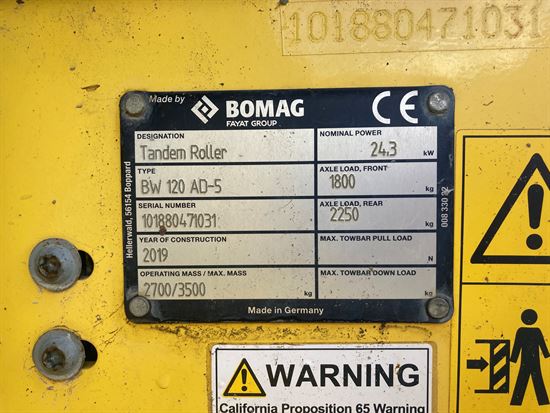 101880471031
Made by BOMAG CE
FAYAT GROUP
DESIGNATION
Tandem Roller
NOMINAL POWER
24.3 kW
TYPE
BW 120 AD-5
AXLE LOAD, FRONT
1800 kg
SERIAL NUMBER
101880471031
AXLE LOAD, REAR
2250 kg
YEAR OF CONSTRUCTION
2019
MAX. TOWBAR PULL LOAD
N
OPERATING MASS / MAX. MASS
2700/3500 kg
MAX. TOWBAR DOWN LOAD
kg
Made in Germany
Hellerwald, 56154 Boppard
WARNING
California Proposition 65 Warning